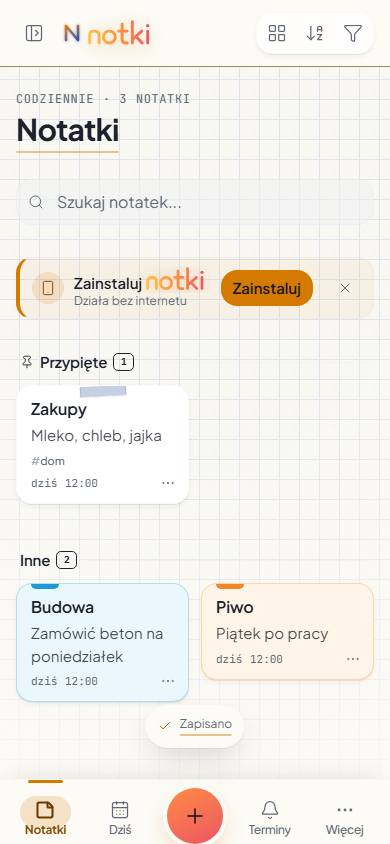 N notki
CODZIENNIE · 3 NOTATKI
Notatki
Szukaj notatek...
Zainstaluj notki
Działa bez internetu
Zainstaluj
Przypięte 1
Zakupy
Mleko, chleb, jajka
#dom
dziś 12:00
Inne 2
Budowa
Zamówić beton na
poniedziałek
dziś 12:00
Piwo
Piątek po pracy
dziś 12:00
Zapisano
Notatki
Dziś
Terminy
Więcej